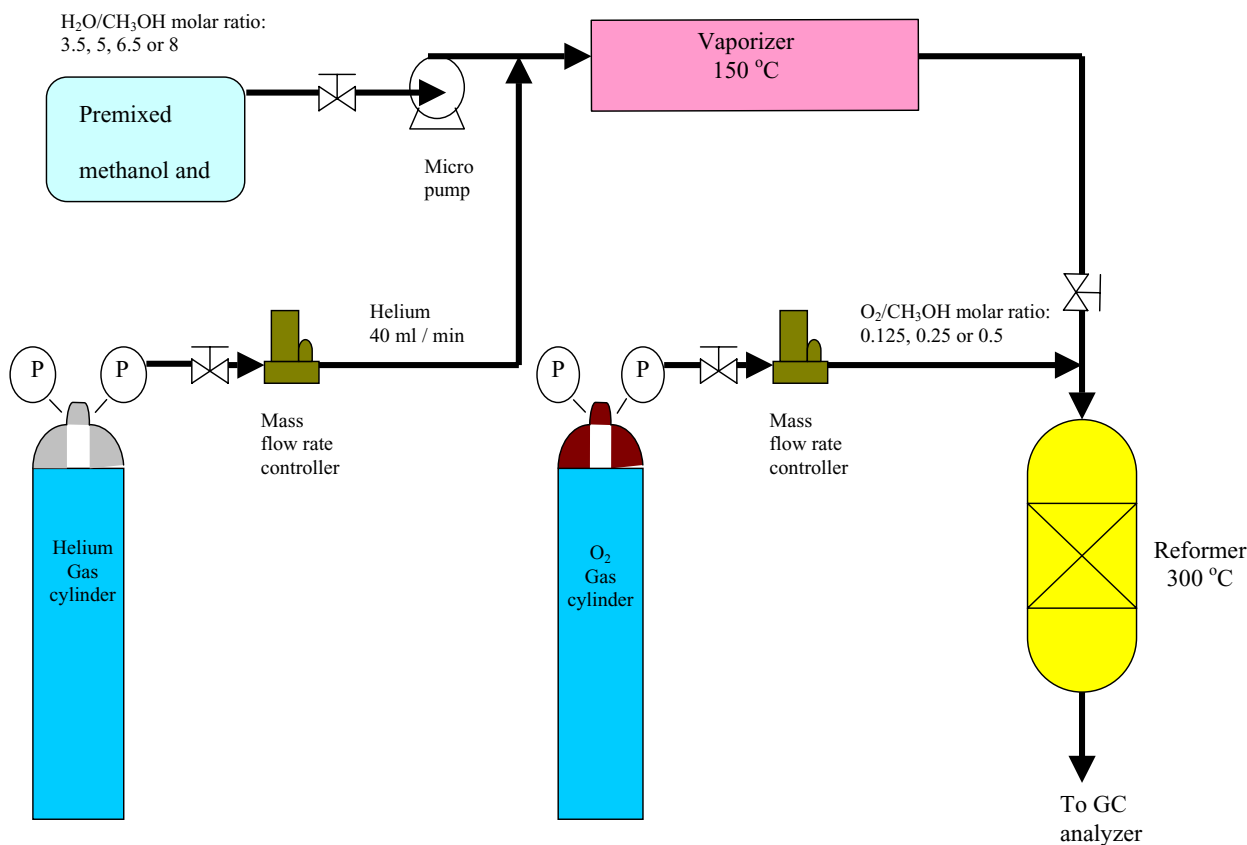 H₂O/CH₃OH molar ratio:
3.5, 5, 6.5 or 8
Premixed
methanol and
Micro
pump
Vaporizer
150 °C
Helium
40 ml / min
O₂/CH₃OH molar ratio:
0.125, 0.25 or 0.5
P
P
P
P
Mass
flow rate
controller
Mass
flow rate
controller
Helium
Gas
cylinder
O₂
Gas
cylinder
Reformer
300 °C
To GC
analyzer